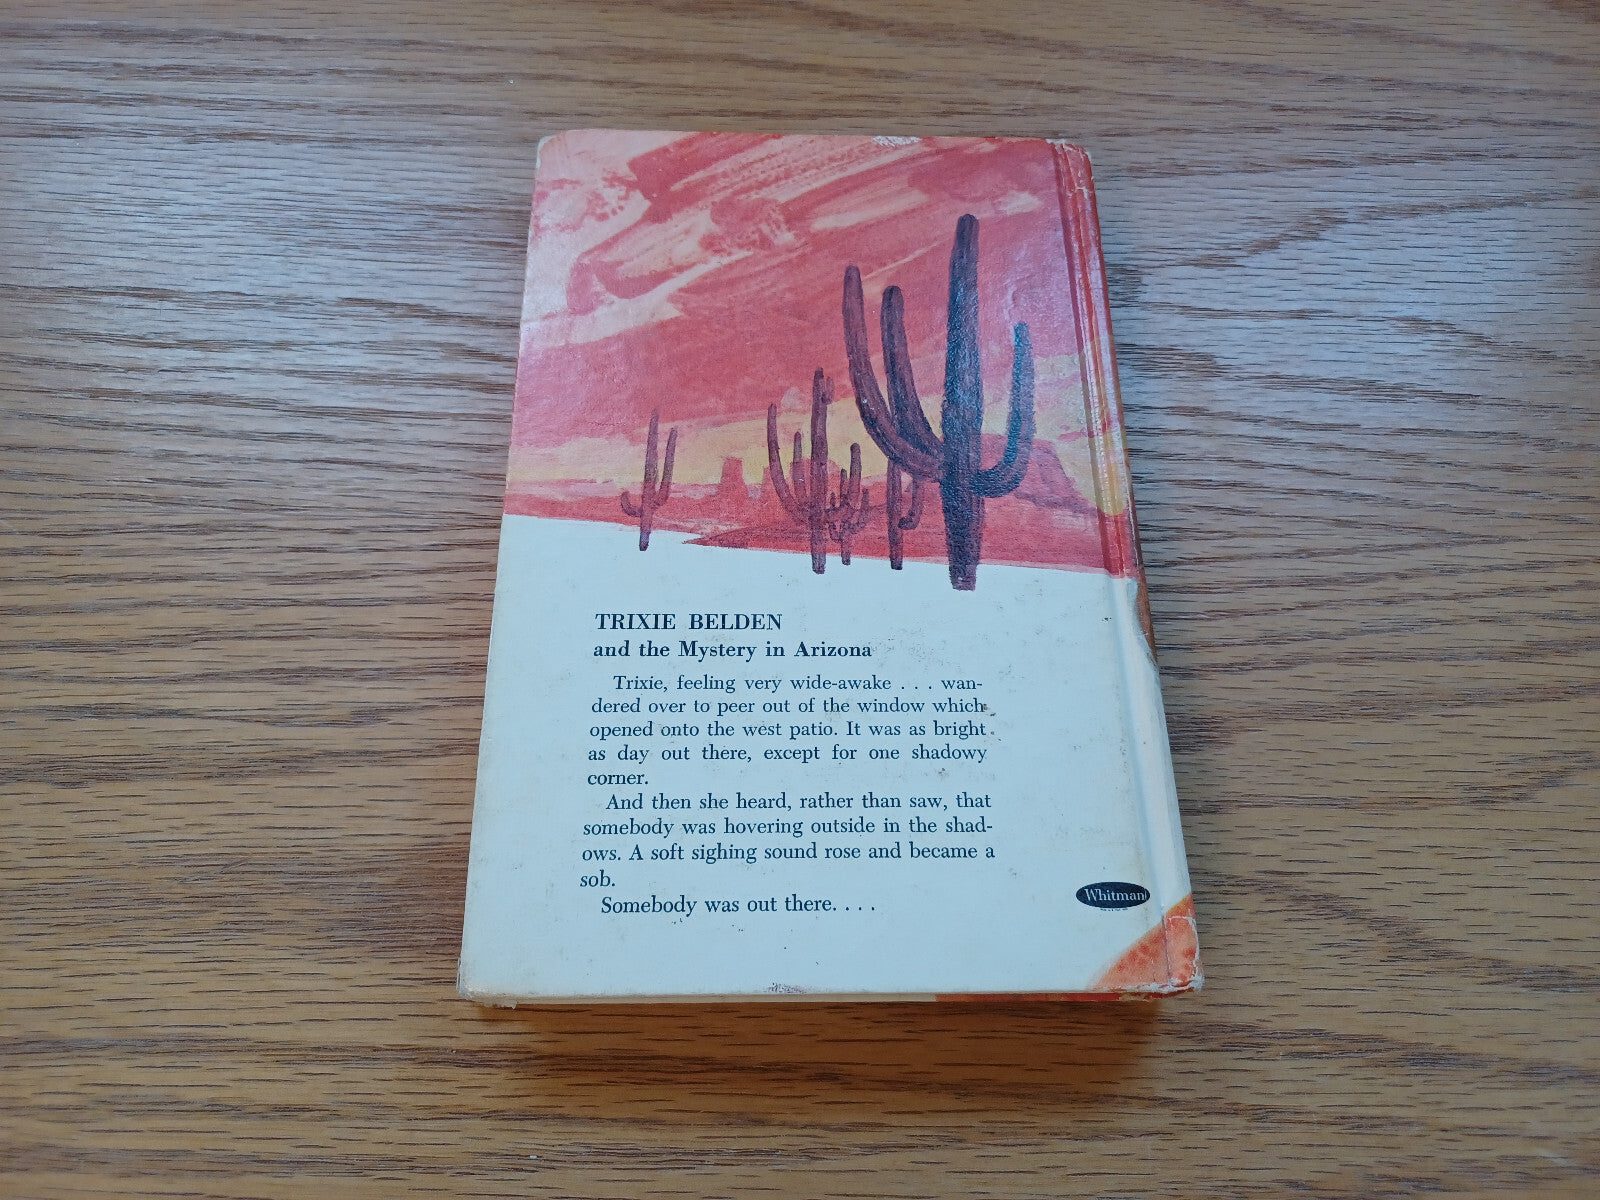 TRIXIE BELDEN
and the Mystery in Arizona
Trixie, feeling very wide-awake . . . wan-
dered over to peer out of the window which
opened onto the west patio. It was as bright
as day out there, except for one shadowy
corner.
And then she heard, rather than saw, that
somebody was hovering outside in the shad-
ows. A soft sighing sound rose and became a
sob.
Somebody was out there. . . .
Whitman